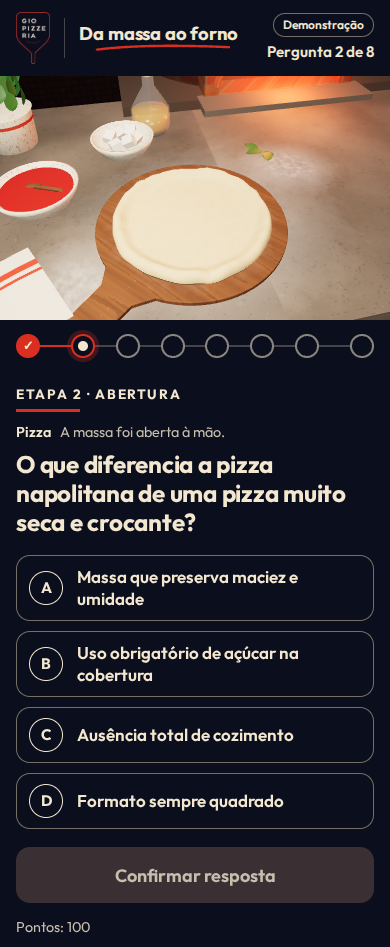 GIO
PIZZE
RIA
Da massa ao forno
Demonstração
Pergunta 2 de 8
ETAPA 2 · ABERTURA
Pizza A massa foi aberta à mão.
O que diferencia a pizza
napolitana de uma pizza muito
seca e crocante?
A Massa que preserva maciez e
umidade
B Uso obrigatório de açúcar na
cobertura
C Ausência total de cozimento
D Formato sempre quadrado
Confirmar resposta
Pontos: 100